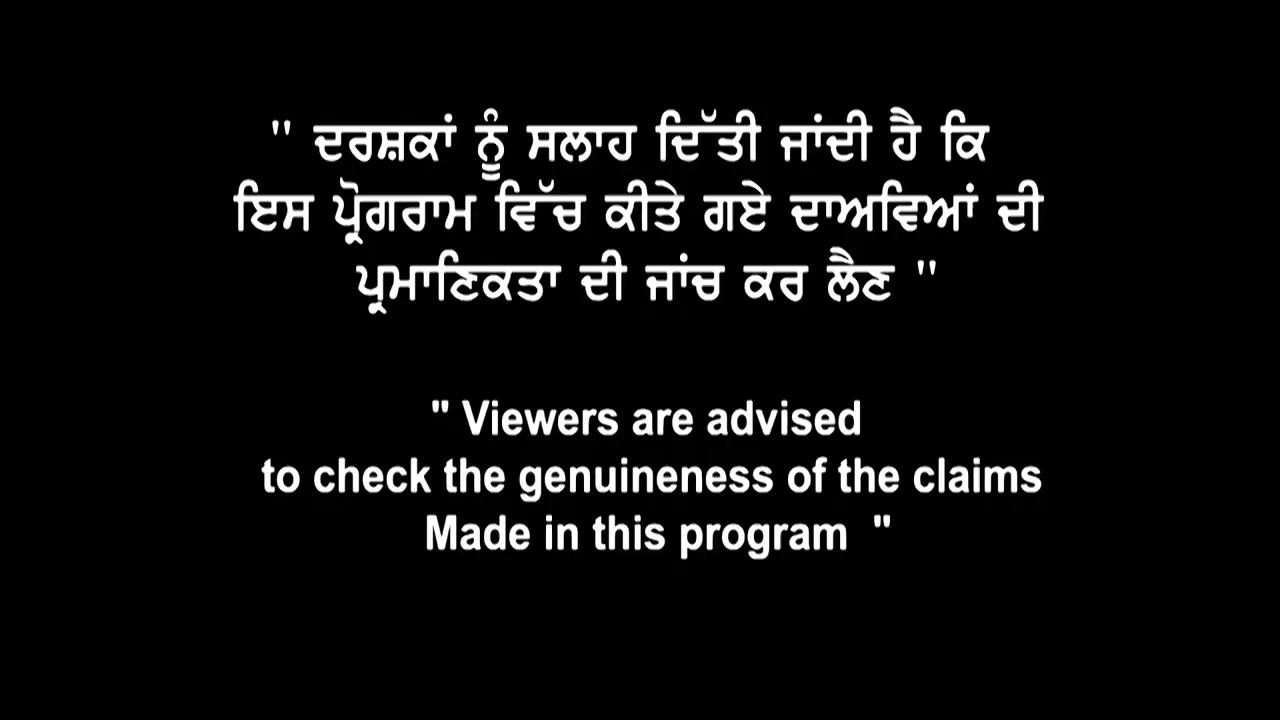 " ਦਰਸ਼ਕਾਂ ਨੂੰ ਸਲਾਹ ਦਿੱਤੀ ਜਾਂਦੀ ਹੈ ਕਿ
ਇਸ ਪ੍ਰੋਗਰਾਮ ਵਿੱਚ ਕੀਤੇ ਗਏ ਦਾਅਵਿਆਂ ਦੀ
ਪ੍ਰਮਾਣਿਕਤਾ ਦੀ ਜਾਂਚ ਕਰ ਲੈਣ "
" Viewers are advised
to check the genuineness of the claims
Made in this program "